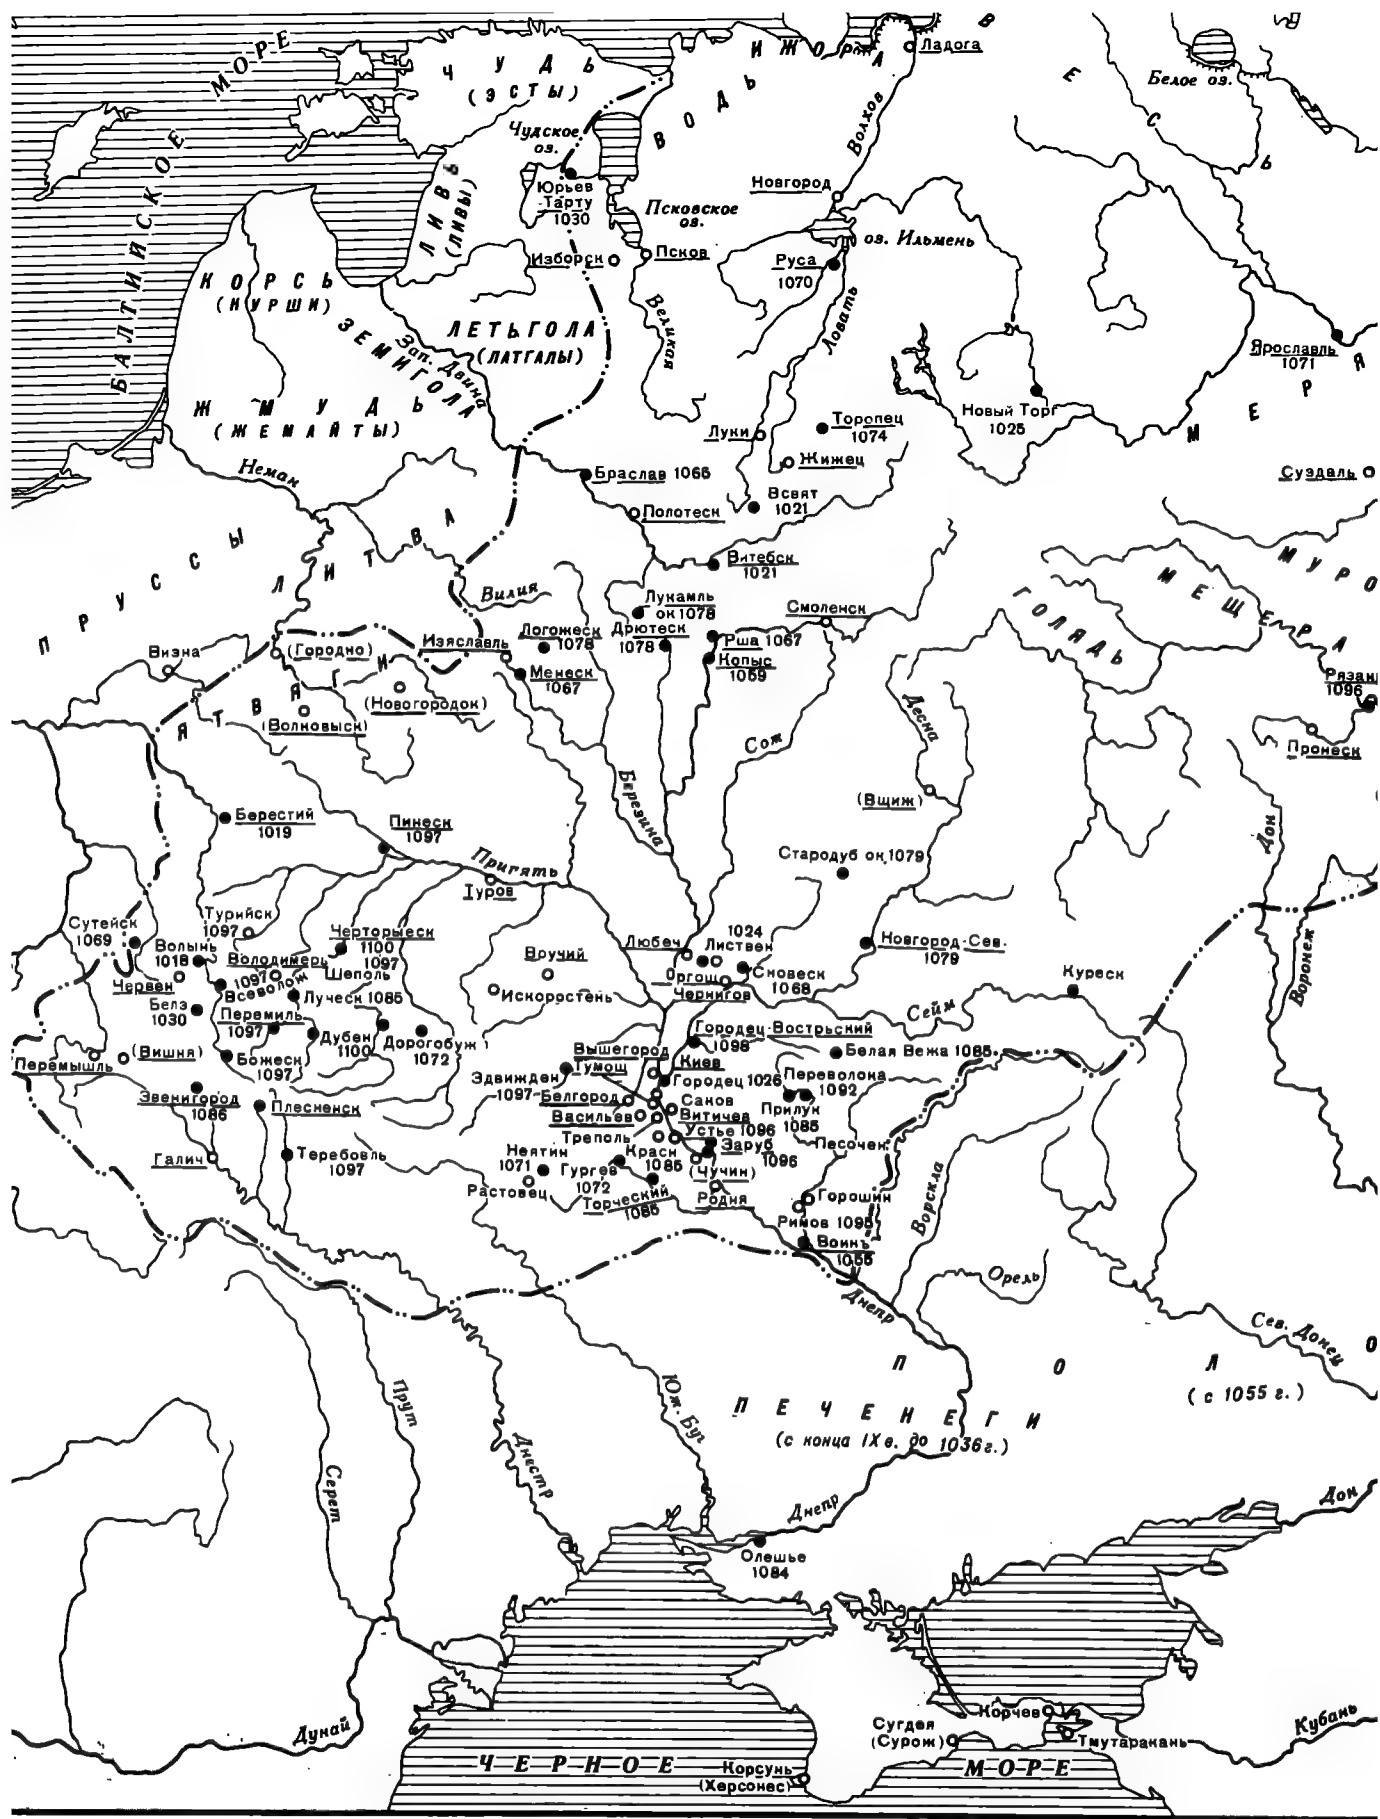 БАЛТИЙСКОЕ МОРЕ
ЧУДЬ
(ЭСТЫ)
ВОДЬ
ИЖОРА
Ладога
ВЕСЬ
Белое оз.
Чудское
оз.
Волхов
Юрьев
Тарту
1030
Новгород
Псковское
оз.
оз. Ильмень
ЛИВЬ
(ЛИВЫ)
Изборск
Псков
Руса
1070
КОРСЬ
(КУРШИ)
ЗЕМИГОЛА
ЛЕТЬГОЛА
(ЛАТГАЛЫ)
Зап. Двина
Великая
Ловать
Ярославль
1071
МЕРЯ
ЖМУДЬ
(ЖЕМАЙТЫ)
Новый Торг
1025
Луки
Торопец
1074
Жижец
Неман
Браслав 1065
Суздаль
Всвят
1021
Полотеск
ПРУССЫ
ЛИТВА
Витебск
1021
МУРО
МЕЩЕРА
ГОЛЯДЬ
Вилия
Лукамль
ок 1078
Смоленск
Визна
(Городно)
Изяславль
Логожеск
1078
Дрютеск
1078
Рша 1067
Копыс
1059
Менеск
1067
Рязан
1096
ЯТВЯГИ
(Новогородок)
(Волковыск)
Десна
Сож
Пронеск
Березина
(Вщиж)
Берестий
1019
Пинеск
1097
Дон
Припять
Стародуб ок.1079
Туров
Сутейск
1069
Турийск
1097
Черторыеск
1100
1097
Шеполь
Волынь
1018
Володимерь
1097
Червен
Всеволож
Луческ 1085
Белз
1030
Перемиль
1097
Дубен
1100
Дорогобуж
1072
Вручий
Искоростень
Любеч
1024
Листвен
Новгород-Сев.
1079
Оргощ
Сновеск
1068
Чернигов
Куреск
Воронеж
Сейм
Перемышль
(Вишня)
Божеск
1097
Городец-Вострьский
1098
Вышегород
Киев
Белая Вежа 1085
Тумощ
Здвижден
1097
Городец 1026
Переволока
1092
Звенигород
1086
Плесненск
Белгород
Саков
Прилук
1085
Васильев
Витичев
Устье 1096
Треполь
Заруб
1096
Песочен
Галич
Теребовль
1097
Неятин
1071
Красн
1085
Гургев
1072
(Чучин)
Растовец
Торческий
1085
Родня
Горошин
Ворскла
Римов 1095
Воинъ
1055
Орель
Днепр
Сев. Донец
ПОЛО
(с 1055 г.)
Прут
ПЕЧЕНЕГИ
(с конца IX в. до 1036 г.)
Юж. Буг
Днестр
Серет
Днепр
Дон
Олешье
1084
Дунай
Корчев
Кубань
Сугдея
(Сурож)
Тмутаракань
ЧЕРНОЕ МОРЕ
Корсунь
(Херсонес)